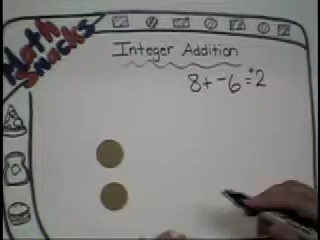 Math
Snacks
Integer Addition
8 + ⁻6 = ⁺2